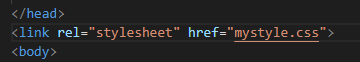 </head>
<link rel="stylesheet" href="mystyle.css">
<body>